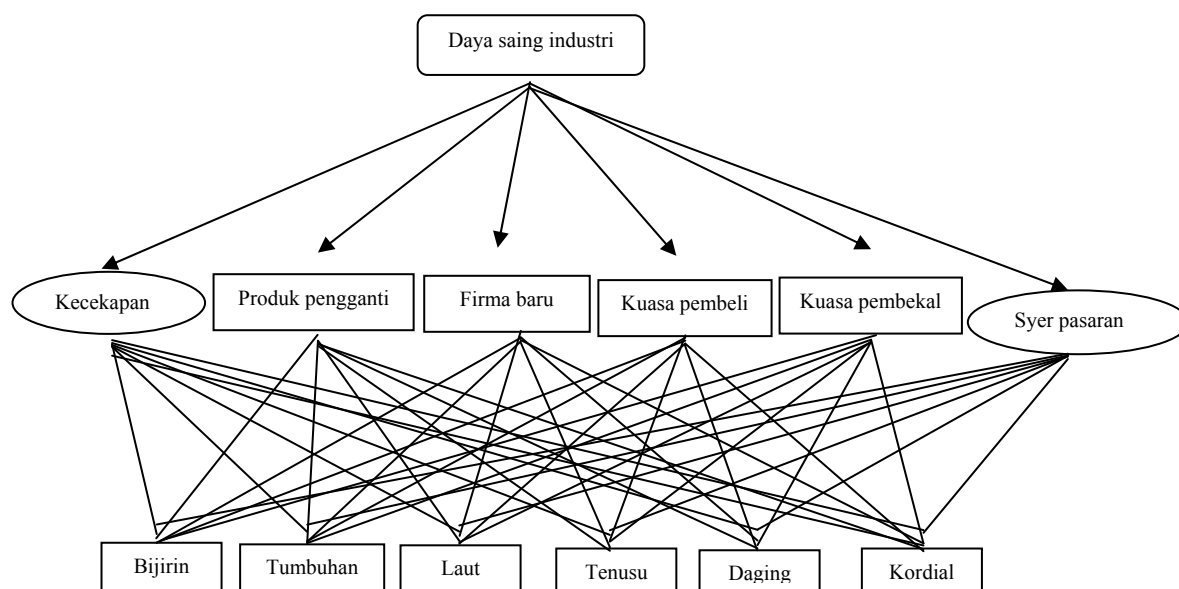 Daya saing industri
Kecekapan
Produk pengganti
Firma baru
Kuasa pembeli
Kuasa pembekal
Syer pasaran
Bijirin
Tumbuhan
Laut
Tenusu
Daging
Kordial